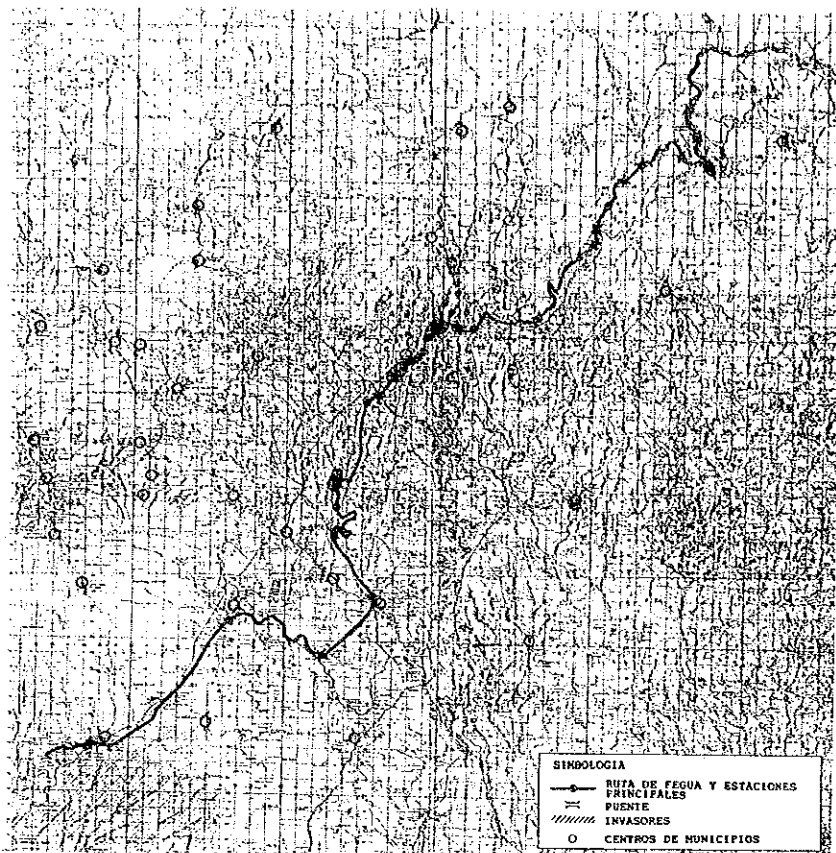 SIMBOLOGIA
RUTA DE FEGUA Y ESTACIONES
PRINCIPALES
PUENTE
INVASORES
CENTROS DE MUNICIPIOS